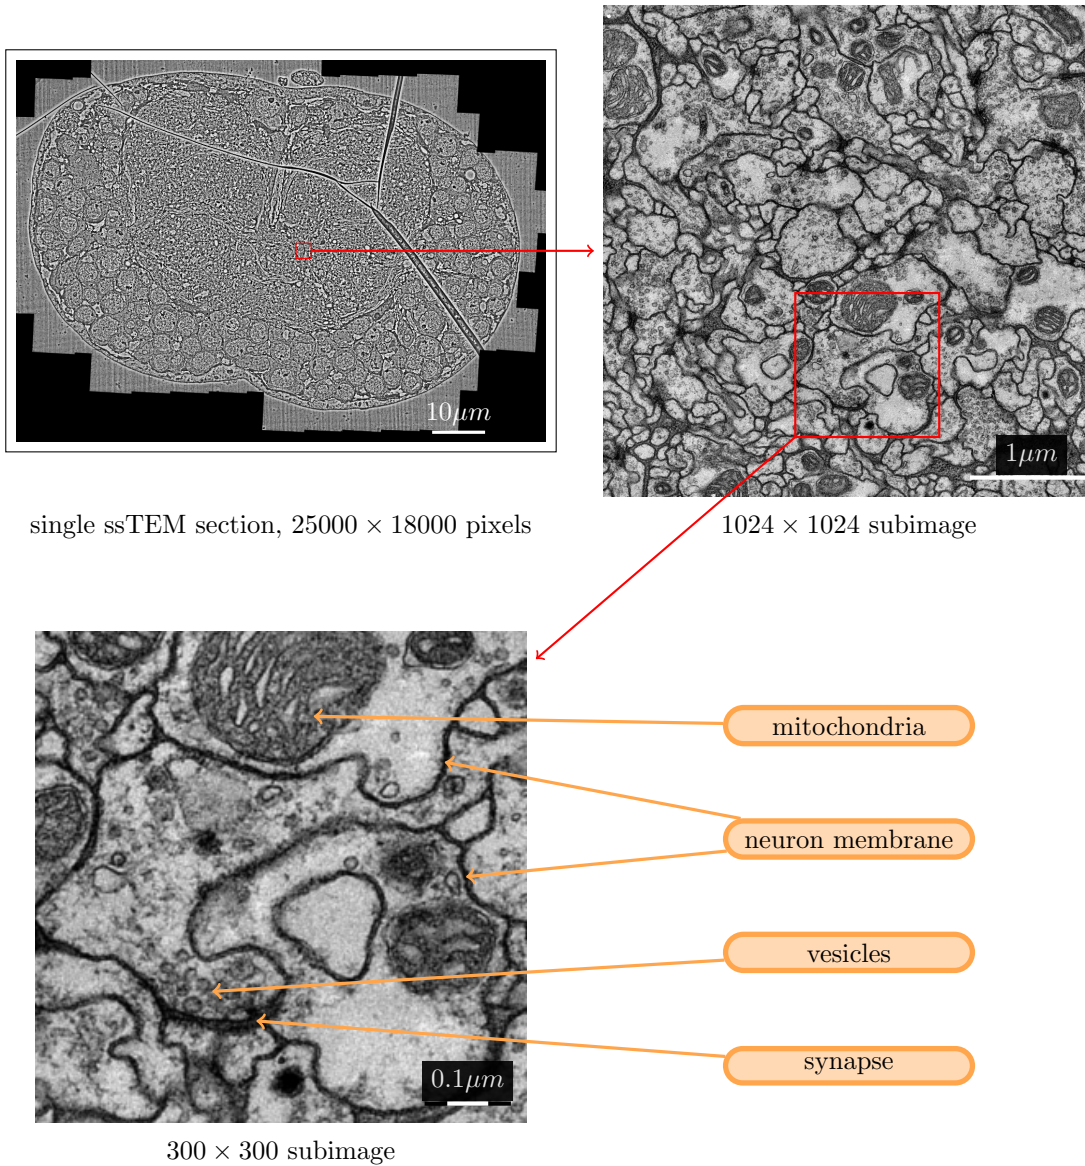 10μm
1μm
single ssTEM section, 25000 × 18000 pixels
1024 × 1024 subimage
mitochondria
neuron membrane
vesicles
synapse
0.1μm
300 × 300 subimage